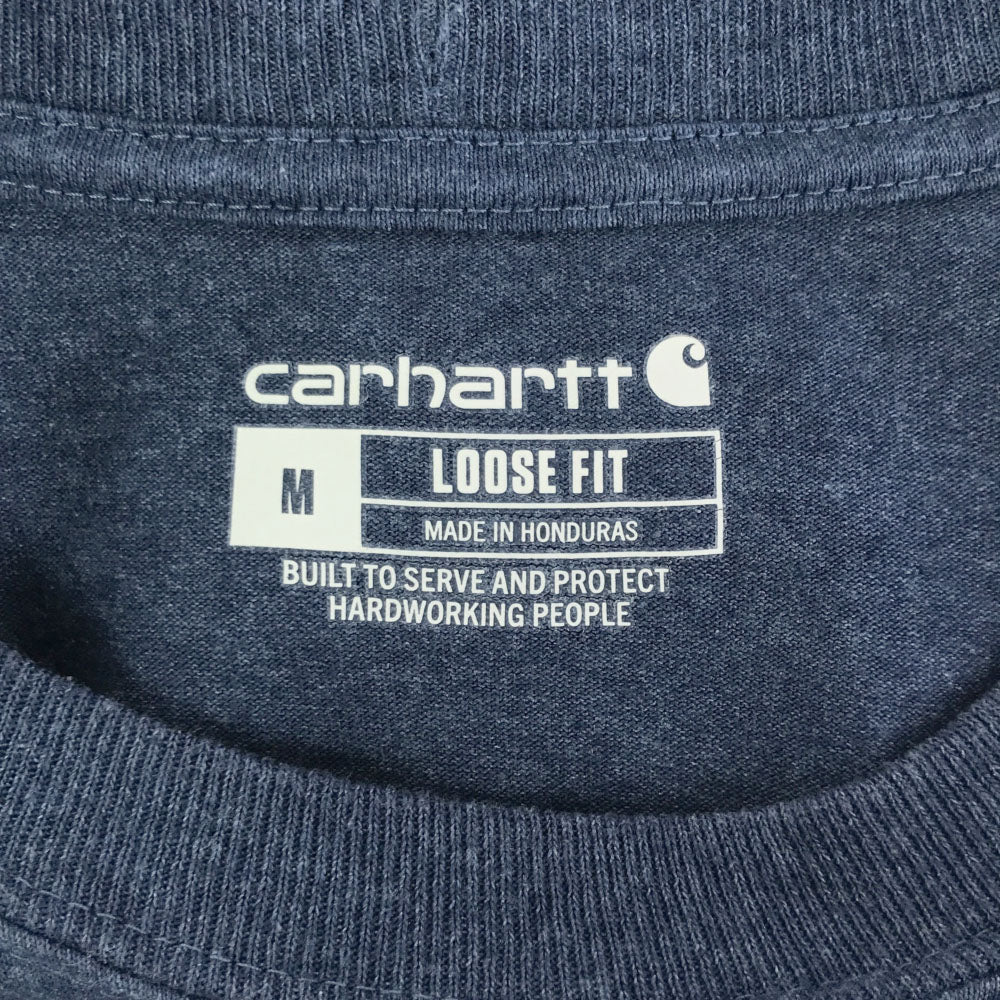 carhartt
M
LOOSE FIT
MADE IN HONDURAS
BUILT TO SERVE AND PROTECT
HARDWORKING PEOPLE